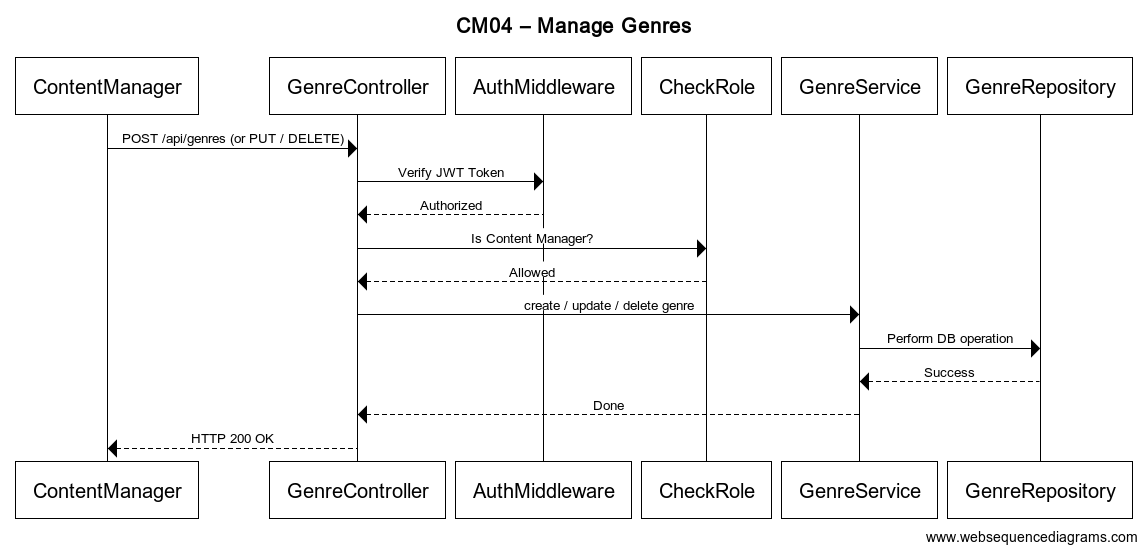 CM04 – Manage Genres
ContentManager
GenreController
AuthMiddleware
CheckRole
GenreService
GenreRepository
POST /api/genres (or PUT / DELETE)
Verify JWT Token
Authorized
Is Content Manager?
Allowed
create / update / delete genre
Perform DB operation
Success
Done
HTTP 200 OK
ContentManager
GenreController
AuthMiddleware
CheckRole
GenreService
GenreRepository
www.websequencediagrams.com